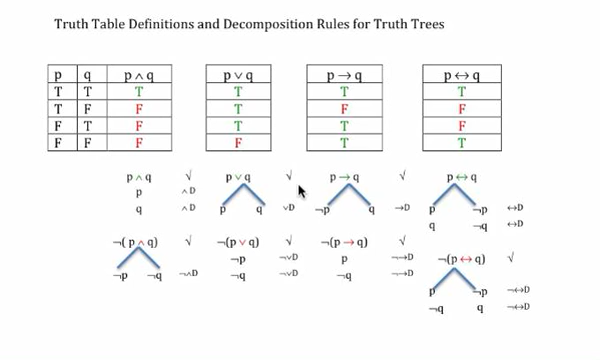 Truth Table Definitions and Decomposition Rules for Truth Trees
p q p ∧ q p ∨ q p → q p ↔ q
T T T T T T
T F F T F F
F T F T T F
F F F F T T
p ∧ q √ p ∨ q √ p → q √ p ↔ q
p ∧D
q ∧D p q ∨D ¬p q →D p ¬p ↔D
q ¬q ↔D
¬( p ∧ q) √ ¬(p ∨ q) √ ¬(p → q) √
¬p ¬∨D p ¬→D ¬(p ↔ q) √
¬p ¬q ¬∧D ¬q ¬∨D ¬q ¬→D
p ¬p ¬↔D
¬q q ¬↔D